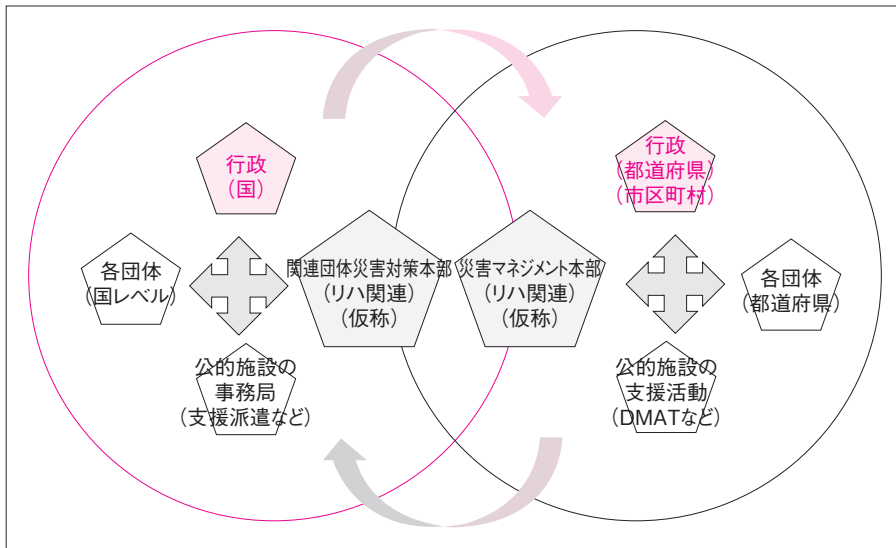 行政
（国）
行政
（都道府県）
（市区町村）
各団体
（国レベル）
関連団体災害対策本部
（リハ関連）
（仮称）
災害マネジメント本部
（リハ関連）
（仮称）
各団体
（都道府県）
公的施設の
事務局
（支援派遣など）
公的施設の
支援活動
（DMATなど）